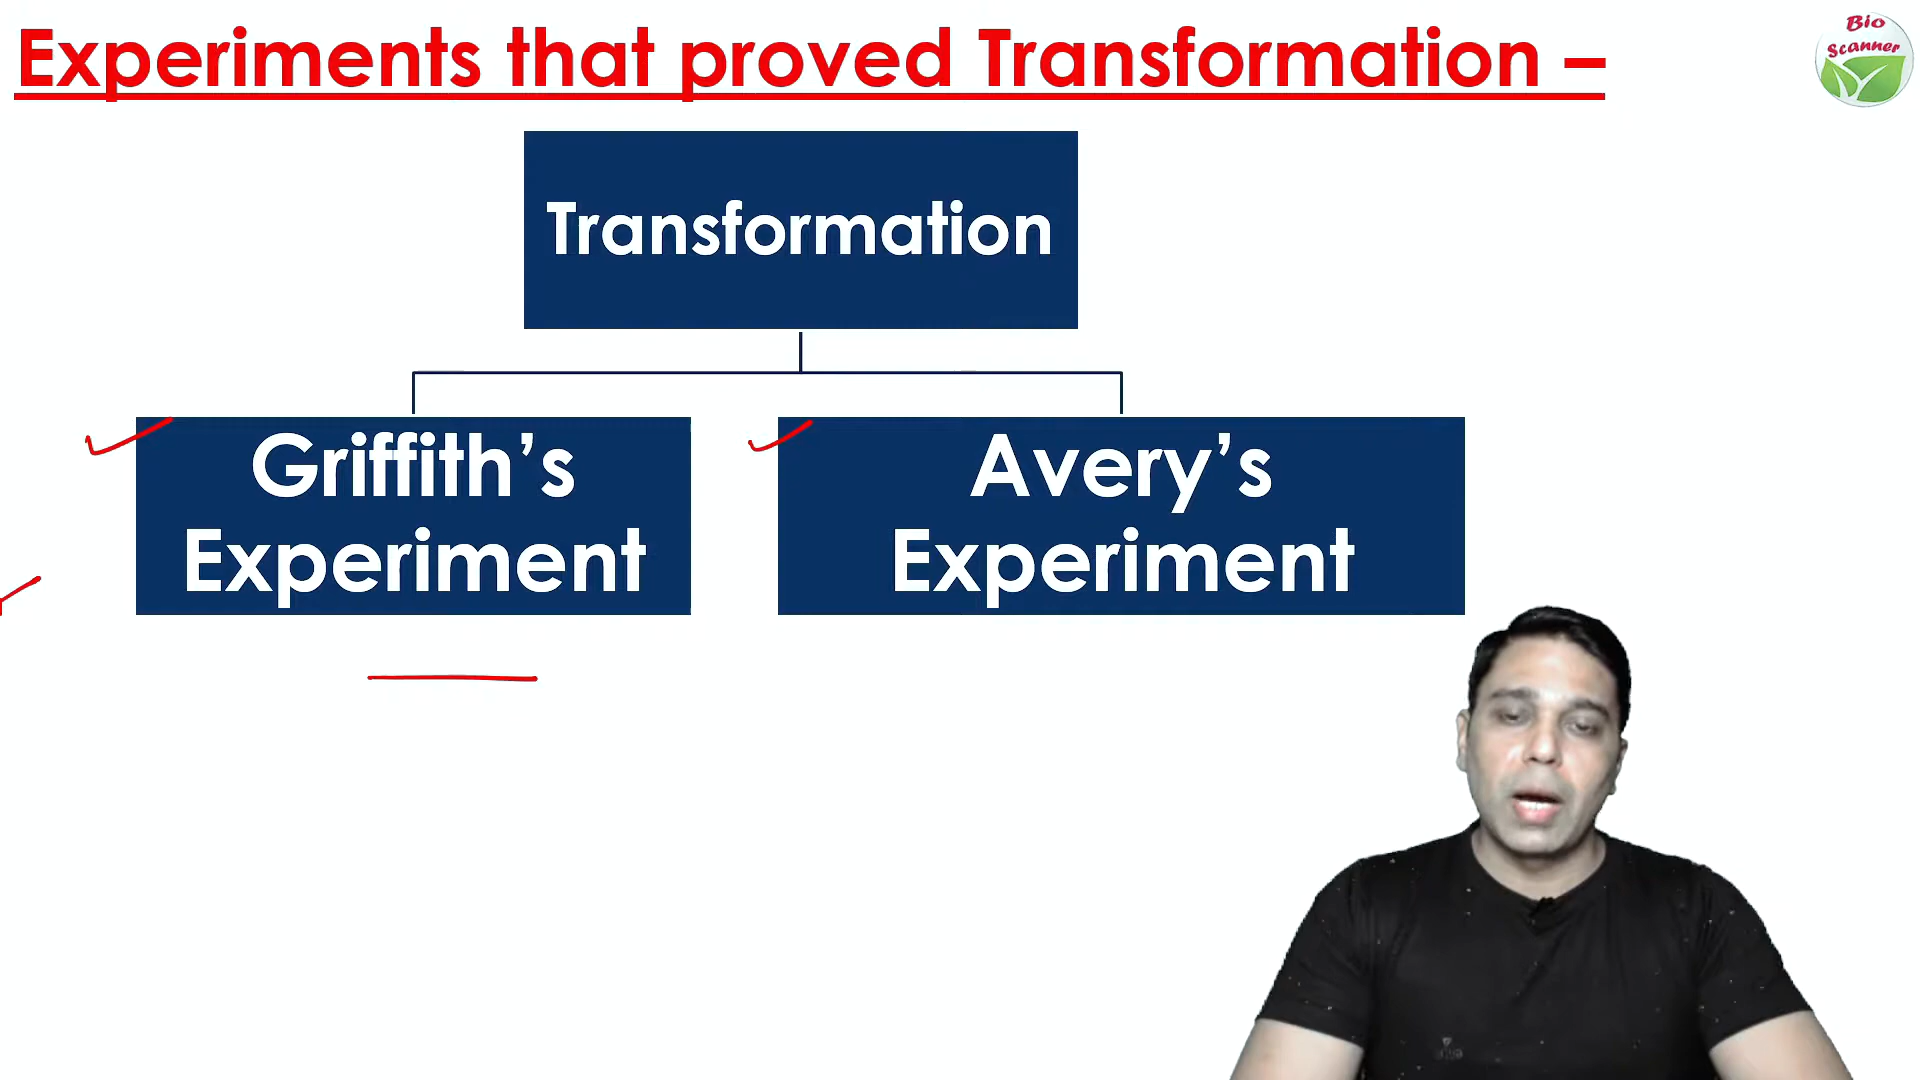 Experiments that proved Transformation –
Bio
Scanner
Transformation
Griffith’s
Experiment
Avery’s
Experiment